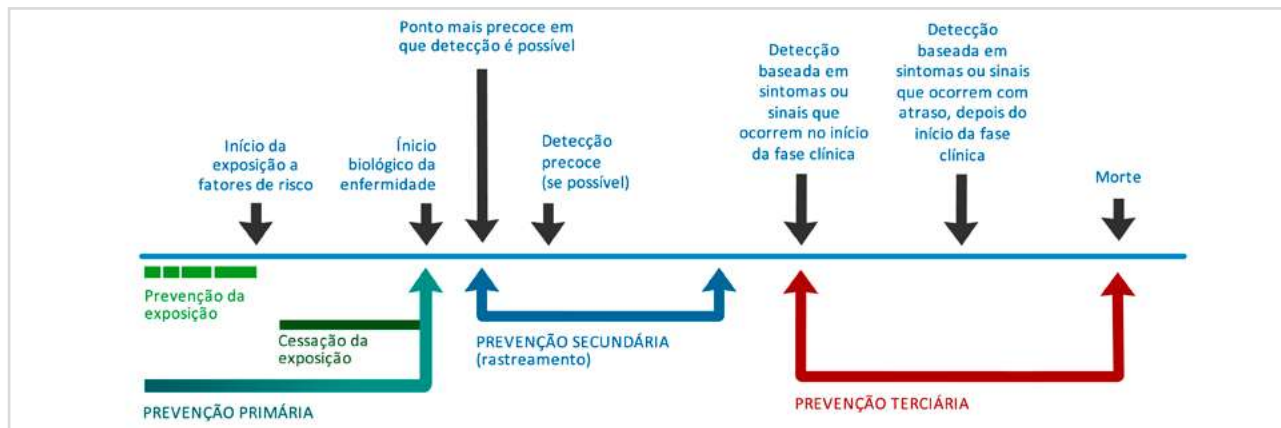 Ponto mais precoce em
que detecção é possível
Início da
exposição a
fatores de risco
Ínicio
biológico da
enfermidade
Detecção
precoce
(se possível)
Detecção
baseada em
sintomas ou
sinais que
ocorrem no início
da fase clínica
Detecção
baseada em
sintomas ou sinais
que ocorrem com
atraso, depois do
início da fase
clínica
Morte
Prevenção da
exposição
Cessação da
exposição
PREVENÇÃO PRIMÁRIA
PREVENÇÃO SECUNDÁRIA
(rastreamento)
PREVENÇÃO TERCIÁRIA